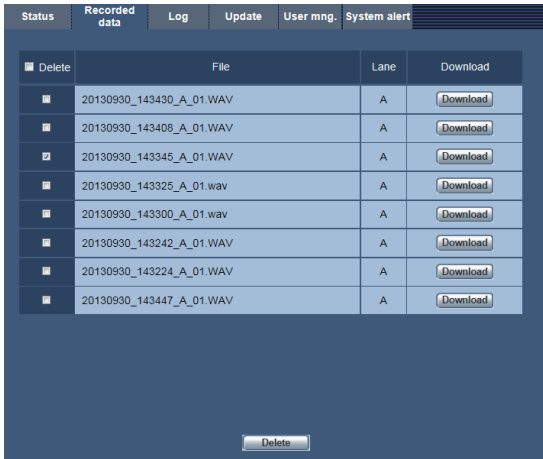 Status Recorded data Log Update User mng. System alert
Delete File Lane Download
20130930_143430_A_01.WAV A Download
20130930_143408_A_01.WAV A Download
20130930_143345_A_01.WAV A Download
20130930_143325_A_01.wav A Download
20130930_143300_A_01.wav A Download
20130930_143242_A_01.WAV A Download
20130930_143224_A_01.WAV A Download
20130930_143447_A_01.WAV A Download
Delete